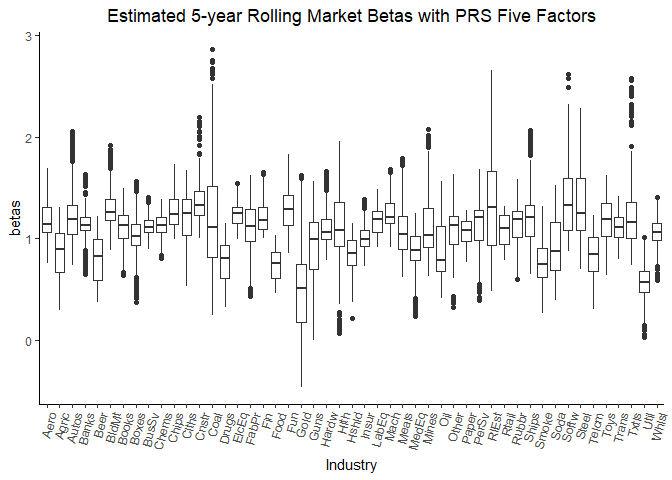 Estimated 5-year Rolling Market Betas with PRS Five Factors
3
2
1
0
betas
Aero
Agric
Autos
Banks
Beer
BldMt
Books
Boxes
BusSv
Chems
Chips
Clths
Cnstr
Coal
Drugs
ElcEq
FabPr
Fin
Food
Fun
Gold
Guns
Hardw
Hlth
Hshld
Insur
LabEq
Mach
Meals
MedEq
Mines
Oil
Other
Paper
PerSv
RlEst
Rtail
Rubbr
Ships
Smoke
Soda
Softw
Steel
Telcm
Toys
Trans
Txtls
Util
Whlsl
Industry